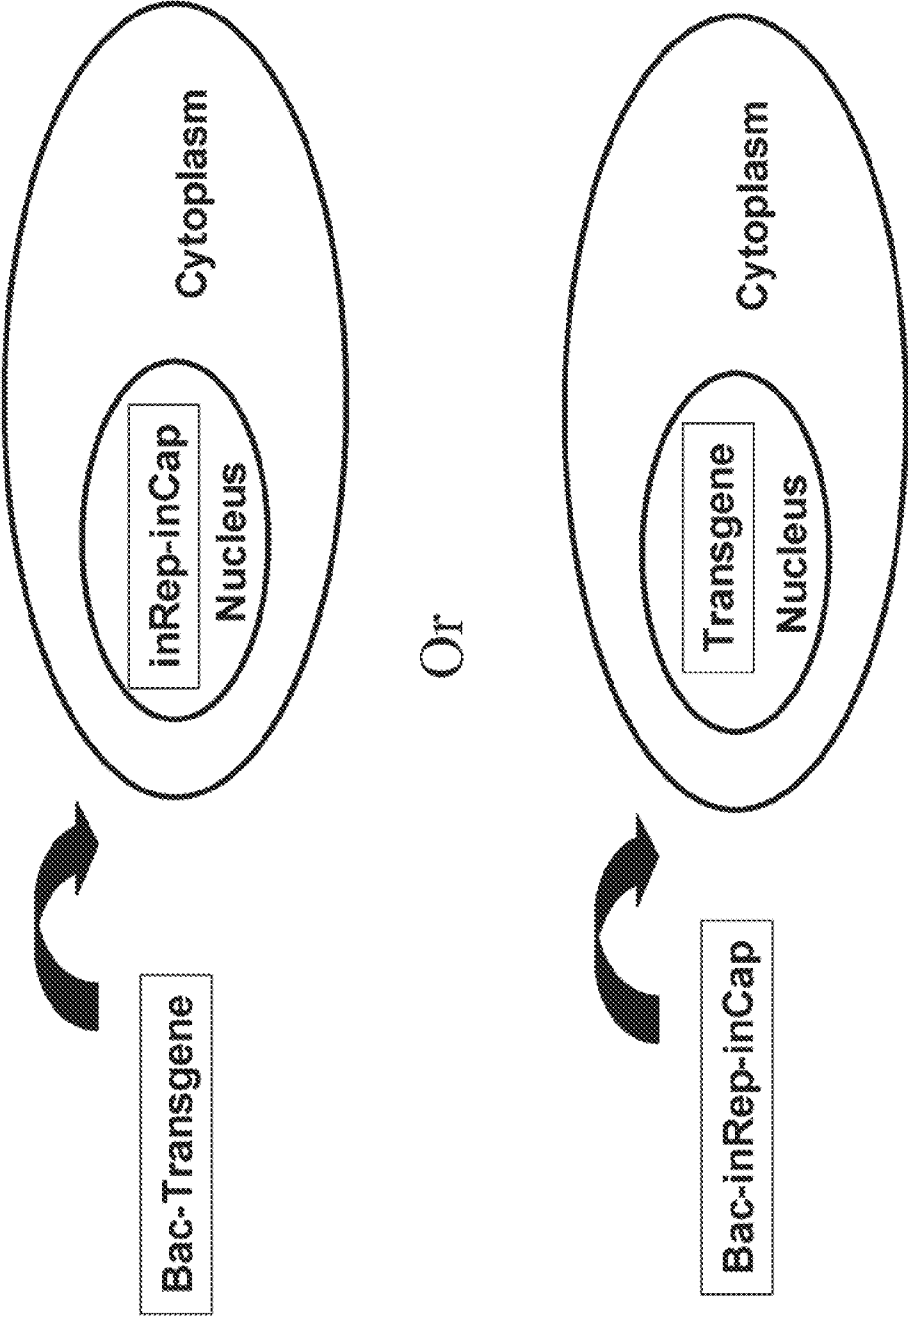 Bac-Transgene
inRep-inCap
Nucleus
Cytoplasm
Or
Bac-inRep-inCap
Transgene
Nucleus
Cytoplasm